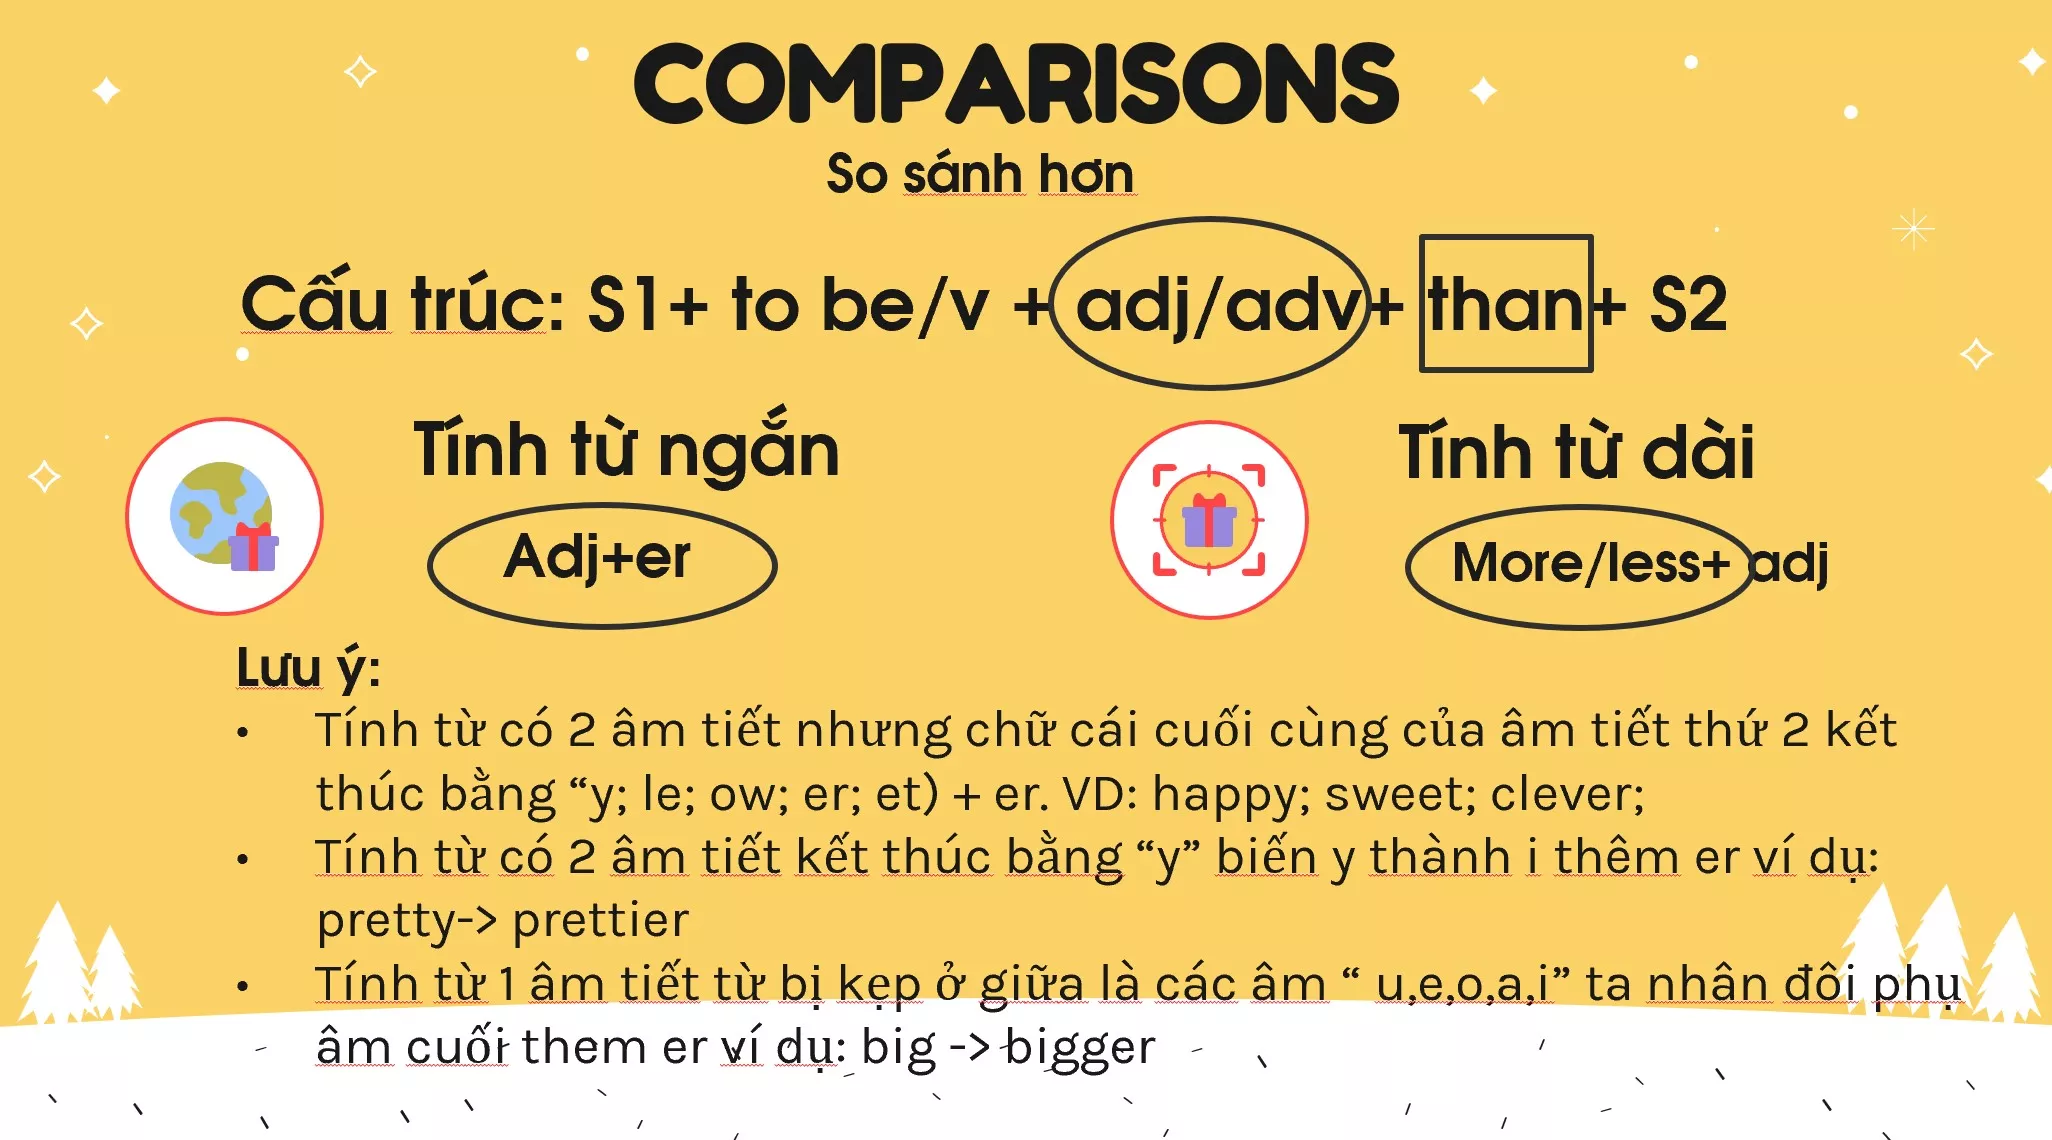 COMPARISONS
So sánh hơn
Cấu trúc: S1+ to be/v + adj/adv+ than+ S2
Tính từ ngắn
Adj+er
Tính từ dài
More/less+ adj
Lưu ý:
• Tính từ có 2 âm tiết nhưng chữ cái cuối cùng của âm tiết thứ 2 kết
thúc bằng “y; le; ow; er; et) + er. VD: happy; sweet; clever;
• Tính từ có 2 âm tiết kết thúc bằng “y” biến y thành i thêm er ví dụ:
pretty-> prettier
• Tính từ 1 âm tiết từ bị kẹp ở giữa là các âm “ u,e,o,a,i” ta nhân đôi phụ
âm cuối them er ví dụ: big -> bigger